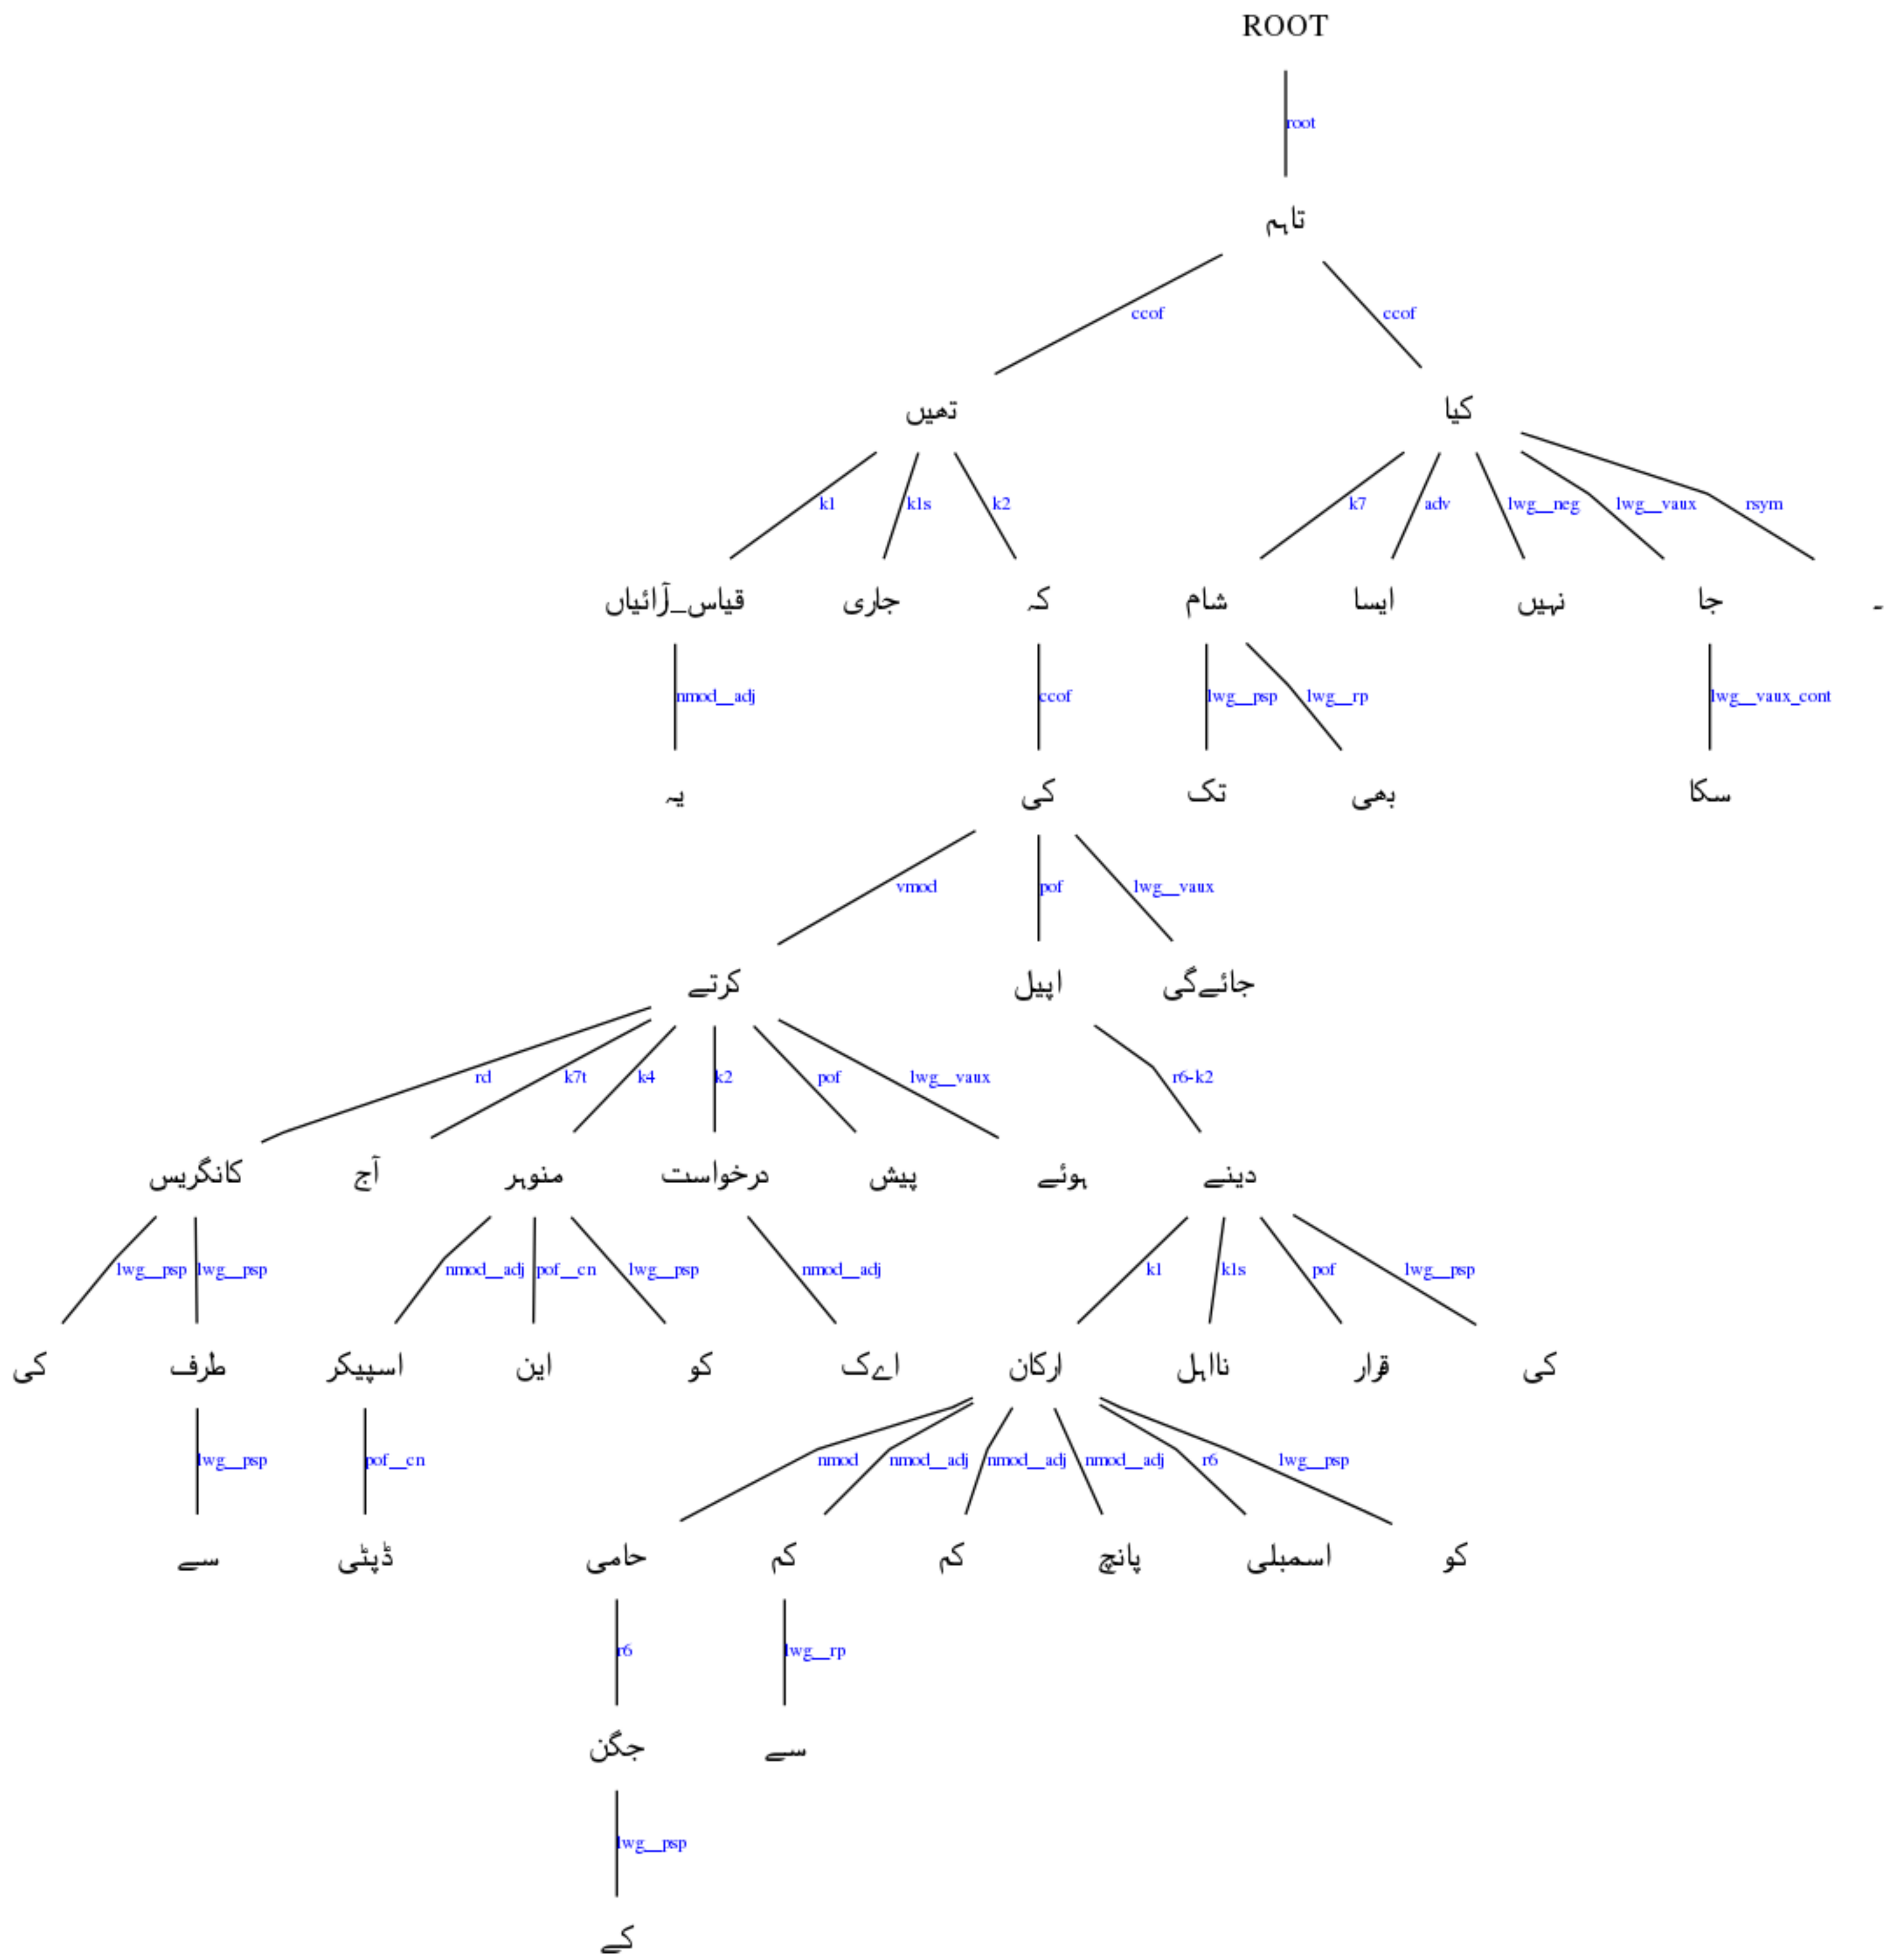 ROOT
root
تاہم
ccof ccof
تھیں کیا
k1 k1s k2 k7 adv lwg__neg lwg__vaux rsym
قیاس_آرائیاں جاری کہ شام ایسا نہیں جا ۔
nmod__adj ccof lwg__psp lwg__rp lwg__vaux_cont
یہ کی تک بھی سکا
vmod pof lwg__vaux
کرتے اپیل جائےگی
rd k7t k4 k2 pof lwg__vaux r6-k2
کانگریس آج منوہر درخواست پیش ہوئے دینے
lwg__psp lwg__psp nmod__adj pof__cn lwg__psp nmod__adj k1 k1s pof lwg__psp
کی طرف اسپیکر این کو اےک ارکان نااہل قرار کی
lwg__psp pof__cn nmod nmod__adj nmod__adj nmod__adj r6 lwg__psp
سے ڈپٹی حامی کم کم پانچ اسمبلی کو
r6 lwg__rp
جگن سے
lwg__psp
کے